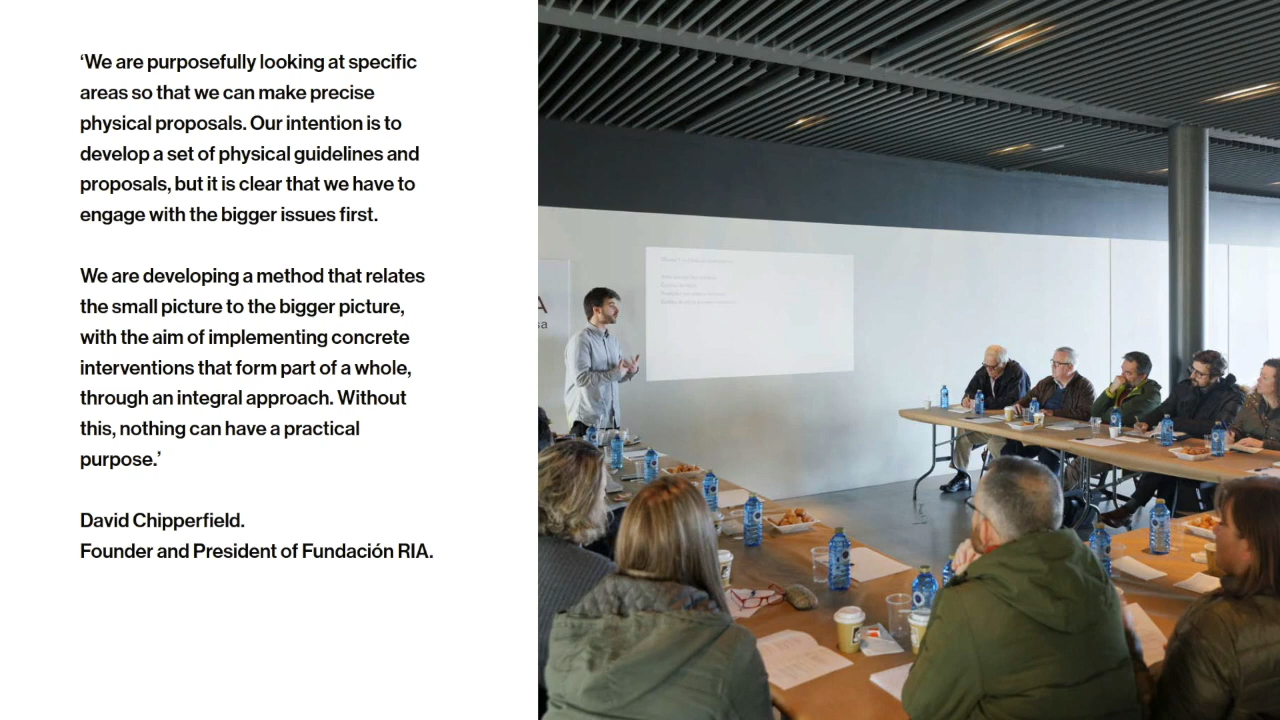 ‘We are purposefully looking at specific
areas so that we can make precise
physical proposals. Our intention is to
develop a set of physical guidelines and
proposals, but it is clear that we have to
engage with the bigger issues first.
We are developing a method that relates
the small picture to the bigger picture,
with the aim of implementing concrete
interventions that form part of a whole,
through an integral approach. Without
this, nothing can have a practical
purpose.’
David Chipperfield.
Founder and President of Fundación RIA.
A
sa